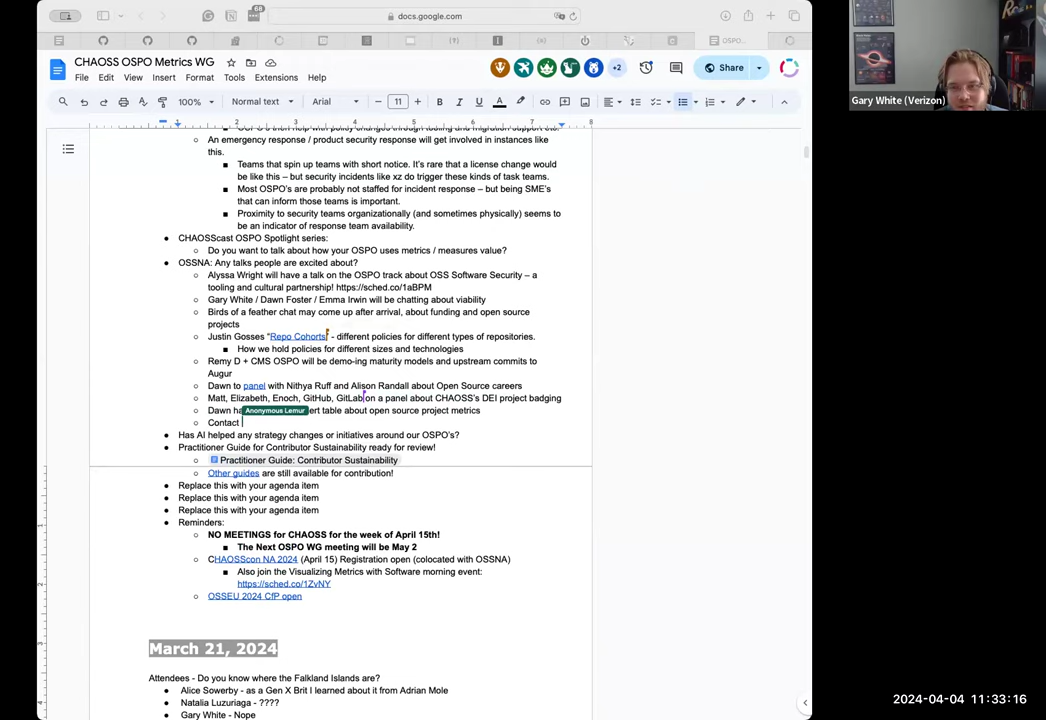 68
docs.google.com
OSPO...
CHAOSS OSPO Metrics WG
File Edit View Insert Format Tools Extensions Help
+2
Share
100% Normal text Arial 11
1 2 3 4 5 6 7 8
An emergency response / product security response will get involved in instances like
this.
Teams that spin up teams with short notice. It's rare that a license change would
be like this – but security incidents like xz do trigger these kinds of task teams.
Most OSPO's are probably not staffed for incident response – but being SME's
that can inform those teams is important.
Proximity to security teams organizationally (and sometimes physically) seems to
be an indicator of response team availability.
CHAOSScast OSPO Spotlight series:
Do you want to talk about how your OSPO uses metrics / measures value?
OSSNA: Any talks people are excited about?
Alyssa Wright will have a talk on the OSPO track about OSS Software Security – a
tooling and cultural partnership! https://sched.co/1aBPM
Gary White / Dawn Foster / Emma Irwin will be chatting about viability
Birds of a feather chat may come up after arrival, about funding and open source
projects
Justin Gosses "Repo Cohorts" - different policies for different types of repositories.
How we hold policies for different sizes and technologies
Remy D + CMS OSPO will be demo-ing maturity models and upstream commits to
Augur
Dawn to panel with Nithya Ruff and Alison Randall about Open Source careers
Matt, Elizabeth, Enoch, GitHub, GitLab on a panel about CHAOSS's DEI project badging
Dawn ha Anonymous Lemur ert table about open source project metrics
Contact
Has AI helped any strategy changes or initiatives around our OSPO's?
Practitioner Guide for Contributor Sustainability ready for review!
Practitioner Guide: Contributor Sustainability
Other guides are still available for contribution!
Replace this with your agenda item
Replace this with your agenda item
Replace this with your agenda item
Reminders:
NO MEETINGS for CHAOSS for the week of April 15th!
The Next OSPO WG meeting will be May 2
CHAOSScon NA 2024 (April 15) Registration open (colocated with OSSNA)
Also join the Visualizing Metrics with Software morning event:
https://sched.co/1ZvNY
OSSEU 2024 CfP open
March 21, 2024
Attendees - Do you know where the Falkland Islands are?
Alice Sowerby - as a Gen X Brit I learned about it from Adrian Mole
Natalia Luzuriaga - ????
Gary White - Nope
Gary White (Verizon)
2024-04-04 11:33:16